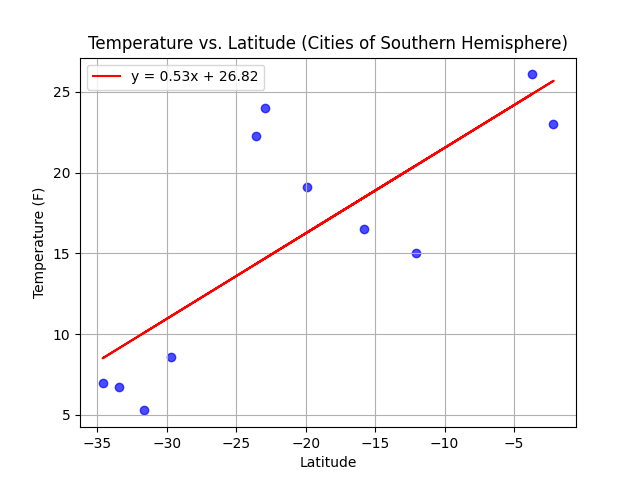 Temperature vs. Latitude (Cities of Southern Hemisphere)
y = 0.53x + 26.82
Temperature (F)
25
20
15
10
5
−35 −30 −25 −20 −15 −10 −5
Latitude